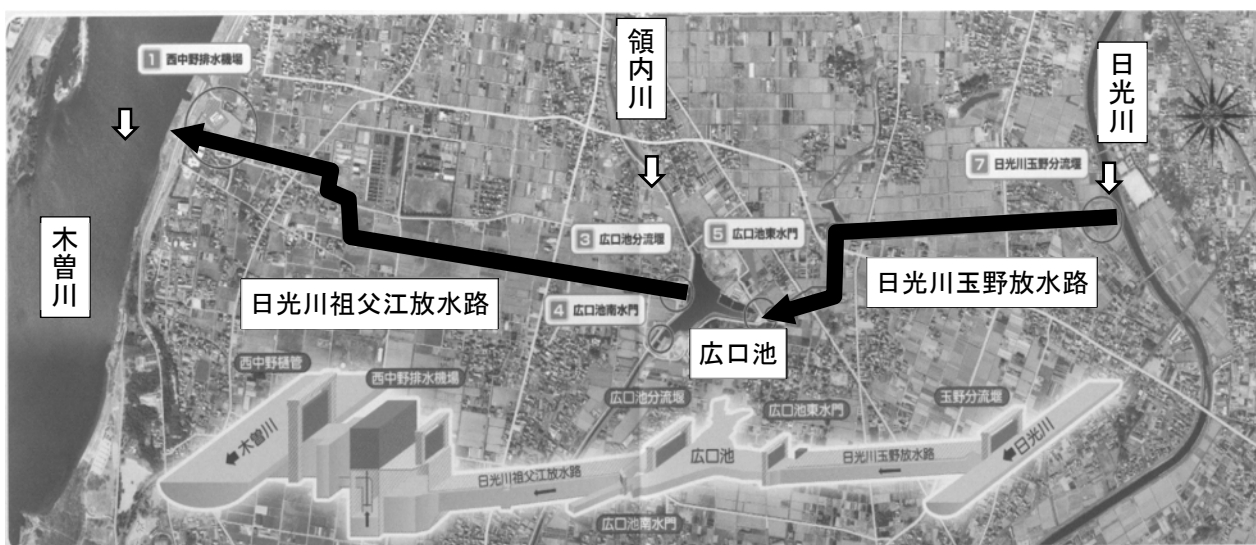 領内川
日光川
1 西中野排水機場
7 日光川玉野分流堰
木曽川
3 広口池分流堰
5 広口池東水門
日光川祖父江放水路
4 広口池南水門
日光川玉野放水路
広口池
西中野樋管
西中野排水機場
広口池分流堰
広口池東水門
玉野分流堰
木曽川
日光川祖父江放水路
広口池
日光川玉野放水路
日光川
広口池南水門